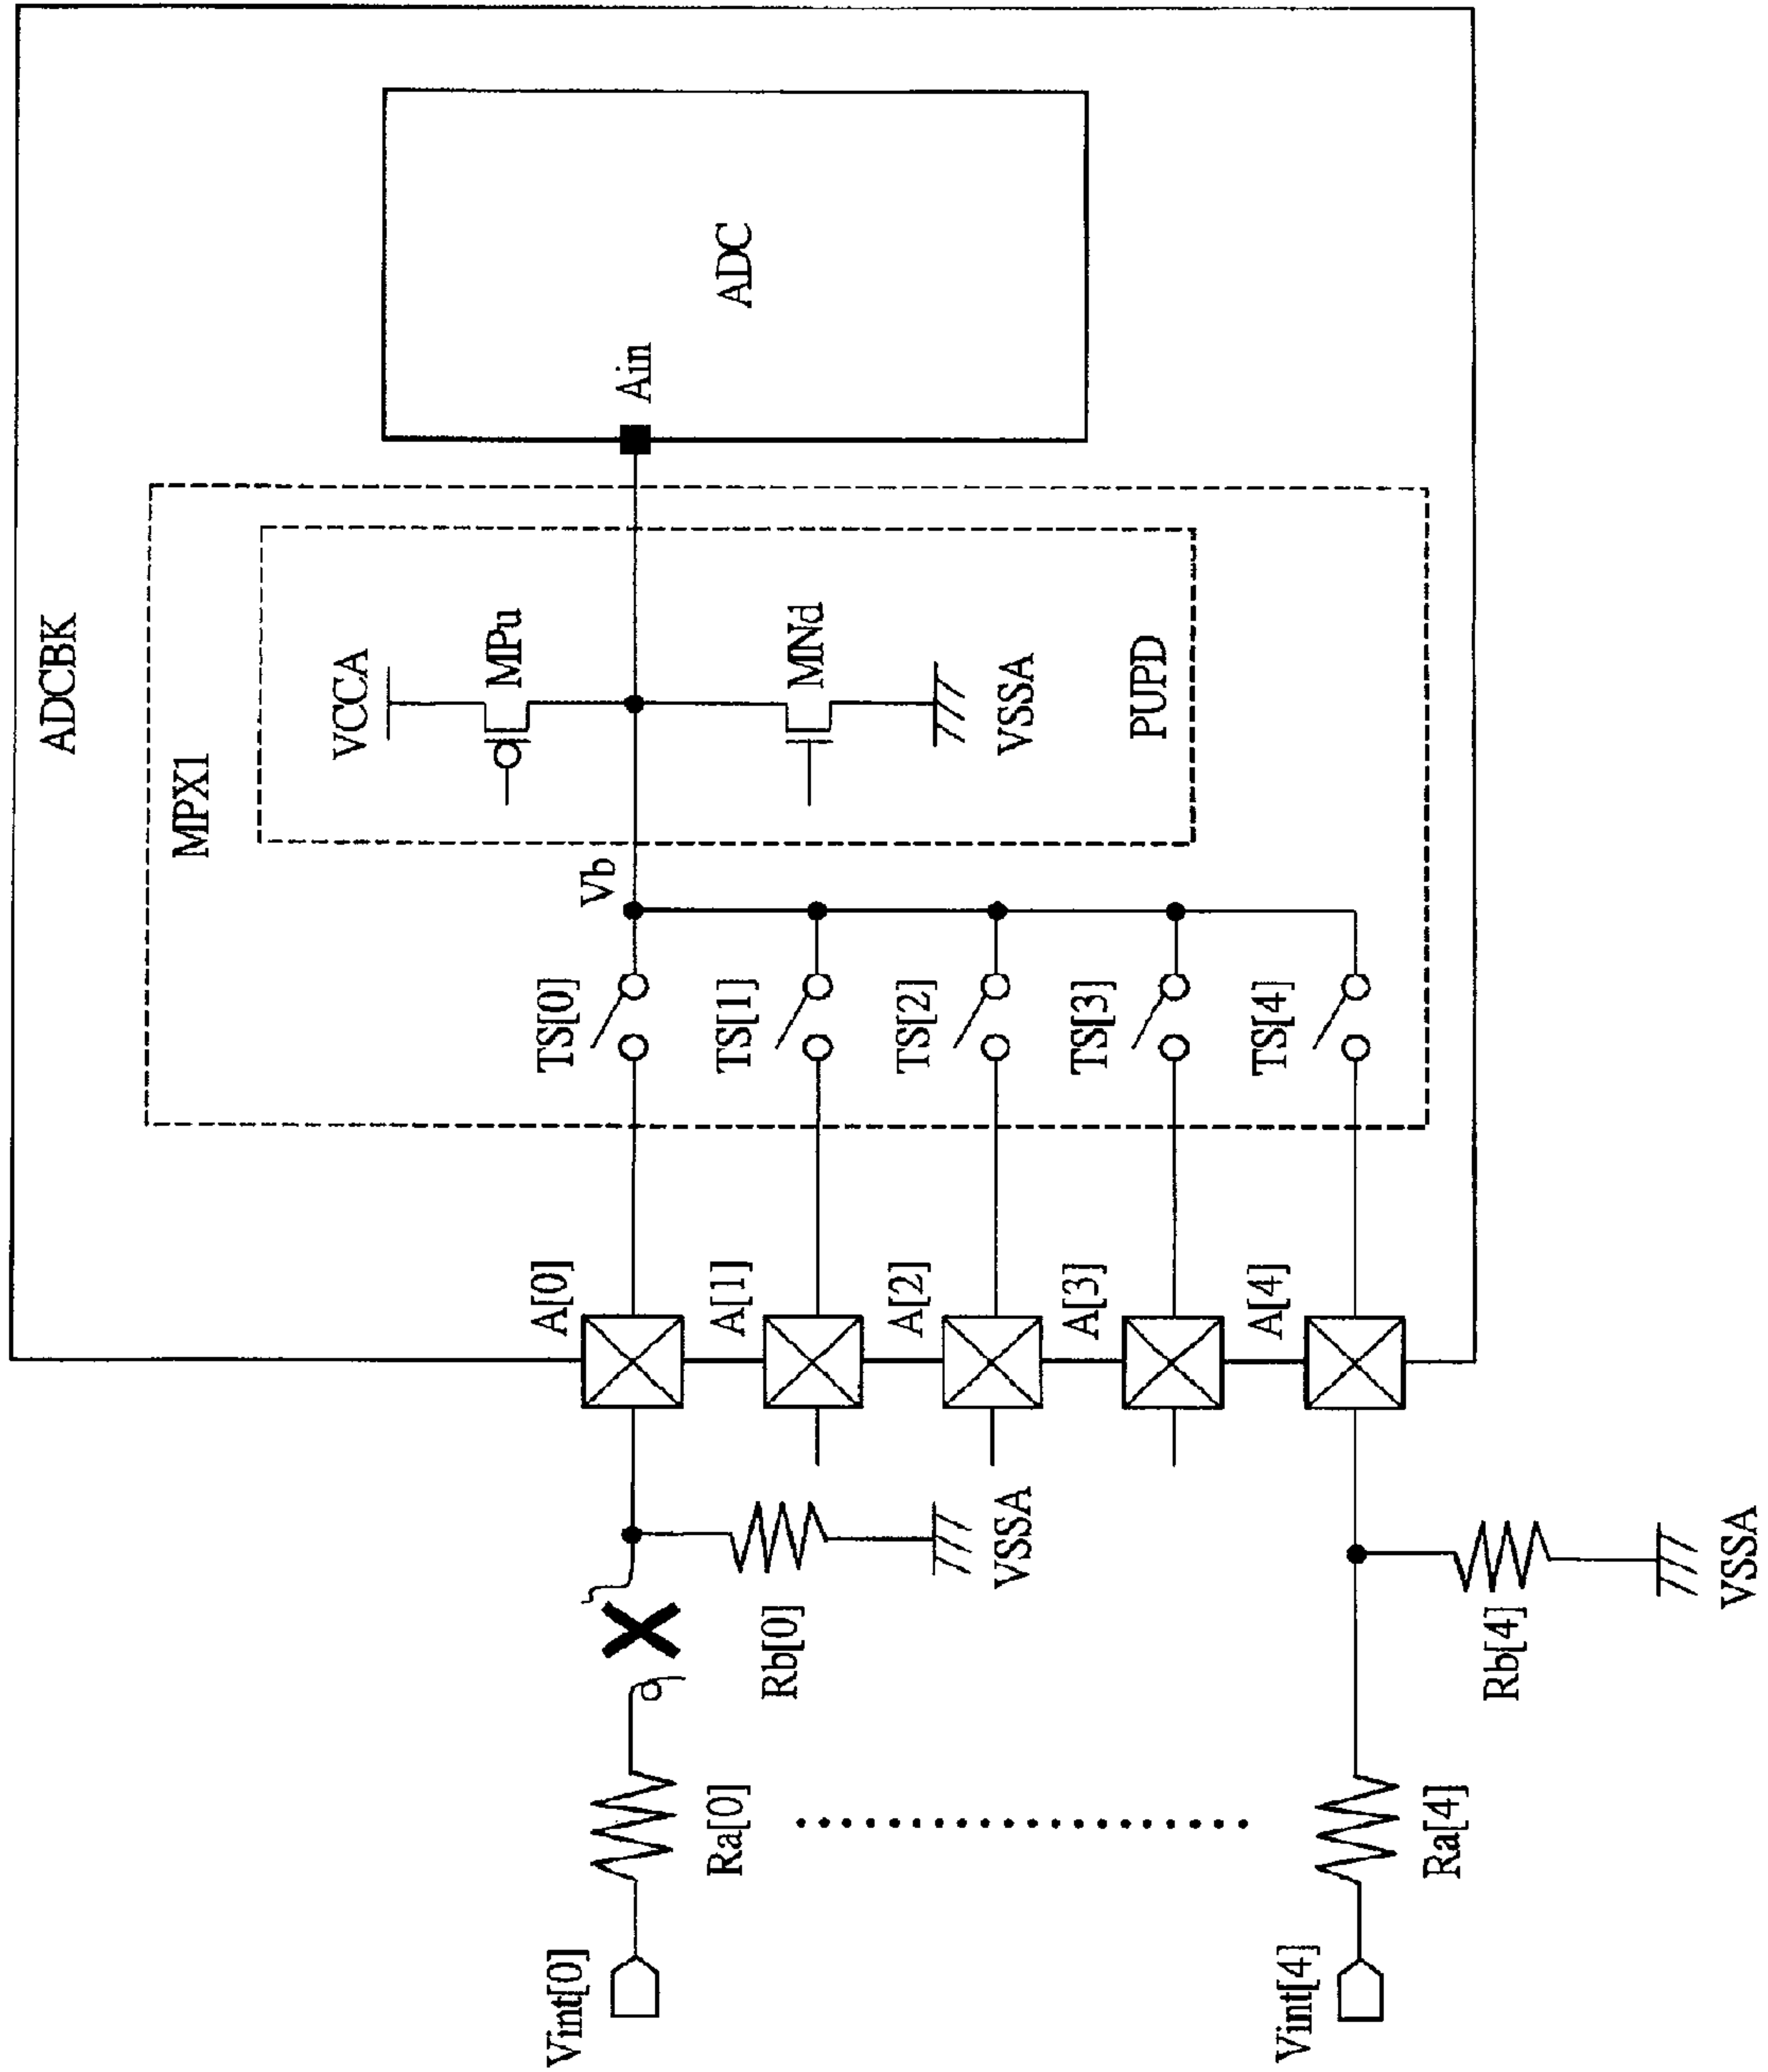 ADCBK
MPX1
VCCA
MPu
MNd
VSSA
PUPD
Vb
Ain
ADC
TS[0]
TS[1]
TS[2]
TS[3]
TS[4]
A[0]
A[1]
A[2]
A[3]
A[4]
Vint[0]
Ra[0]
Rb[0]
VSSA
Vint[4]
Ra[4]
Rb[4]
VSSA